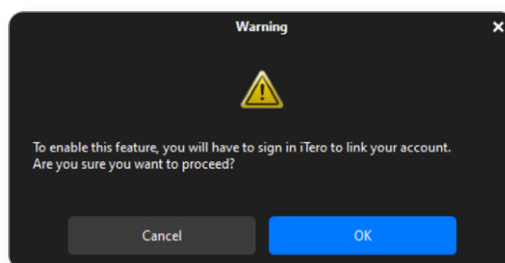 Warning
To enable this feature, you will have to sign in iTero to link your account.
Are you sure you want to proceed?
Cancel
OK